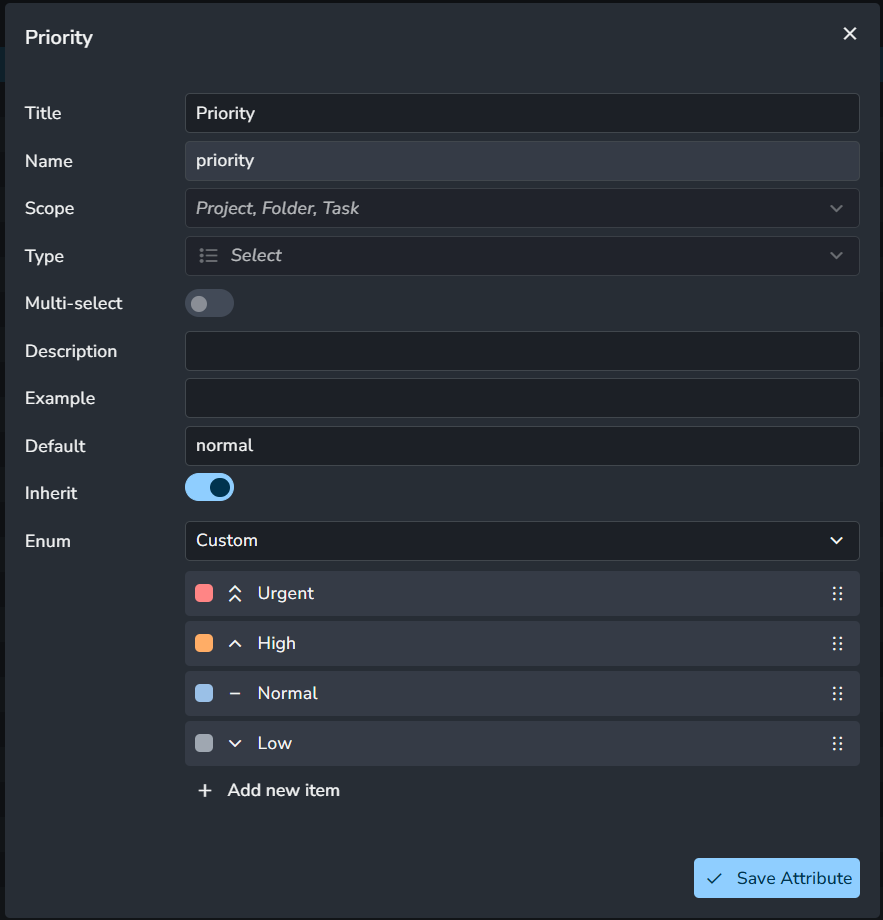 Priority
Title
Priority
Name
priority
Scope
Project, Folder, Task
Type
Select
Multi-select
Description
Example
Default
normal
Inherit
Enum
Custom
Urgent
High
Normal
Low
+ Add new item
Save Attribute